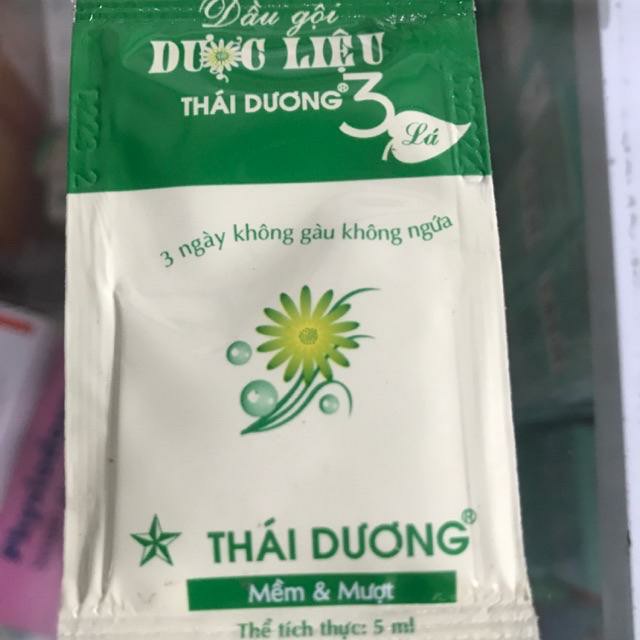 Dầu gội
DƯỢC LIỆU
THÁI DƯƠNG®3
Lá
3 ngày không gàu không ngứa
THÁI DƯƠNG®
Mềm & Mượt
Thể tích thực: 5 ml